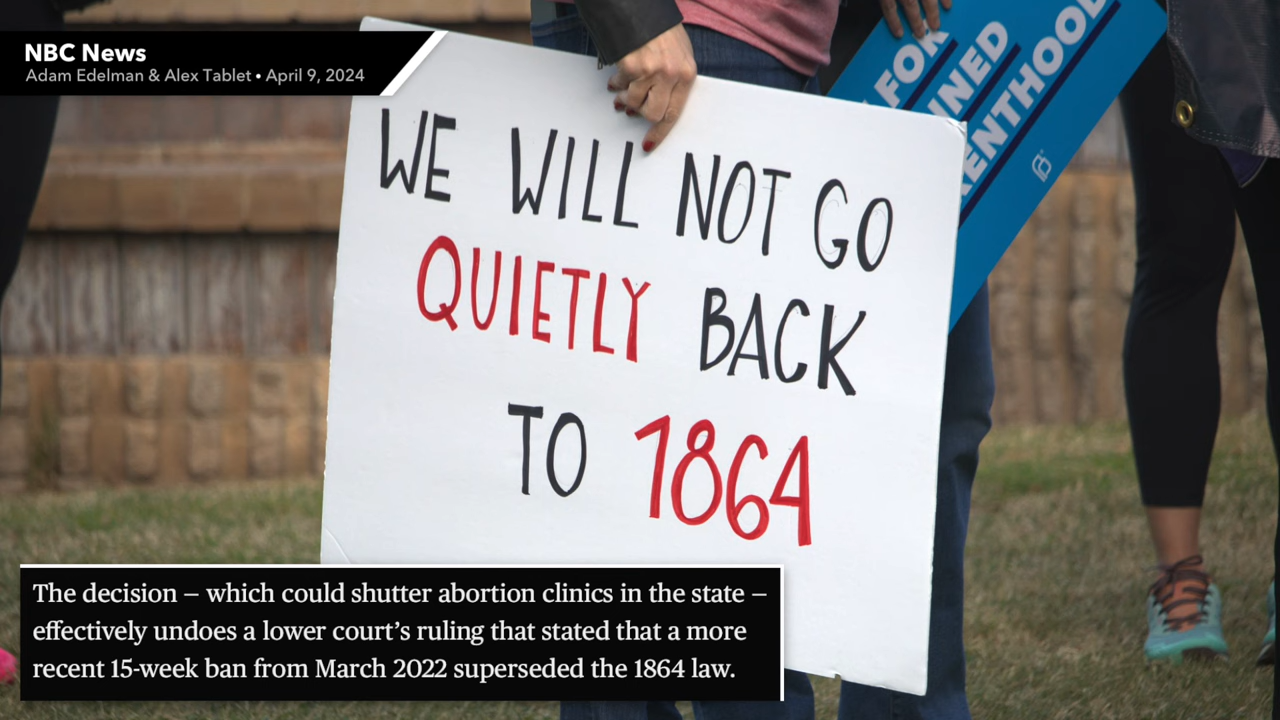 NBC News
Adam Edelman & Alex Tablet • April 9, 2024
WE WILL NOT GO
QUIETLY BACK
TO 1864
FOR
The decision – which could shutter abortion clinics in the state –
effectively undoes a lower court's ruling that stated that a more
recent 15-week ban from March 2022 superseded the 1864 law.